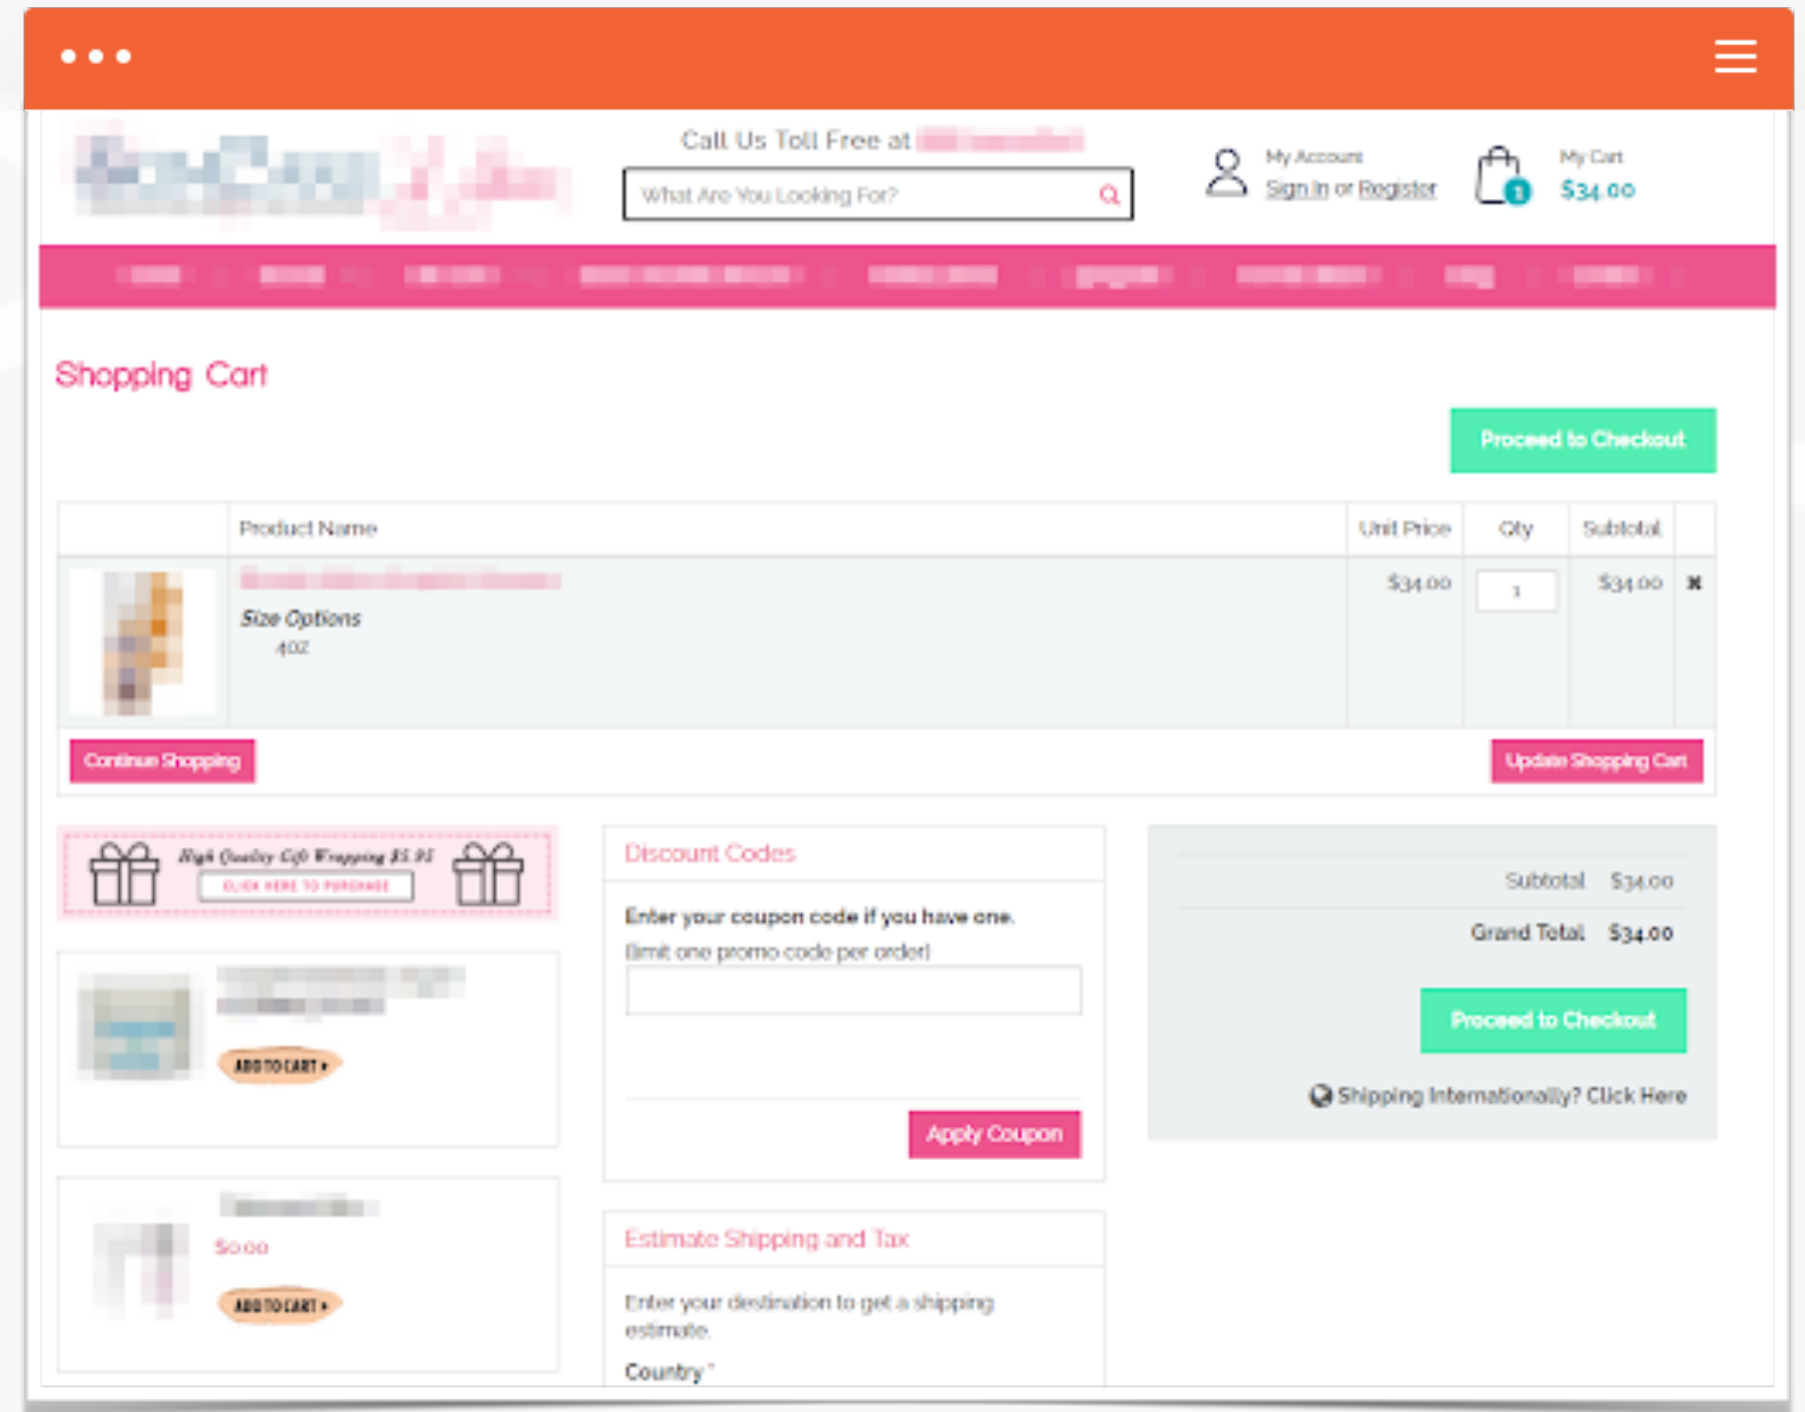 Call Us Toll Free at
What Are You Looking For?
My Account
Sign In or Register
1
My Cart
$34.00
Shopping Cart
Proceed to Checkout
Product Name Unit Price Qty Subtotal
$34.00 1 $34.00 ✖
Size Options
4OZ
Continue Shopping Update Shopping Cart
High Quality Gift Wrapping $5.95
CLICK HERE TO PURCHASE
ADD TO CART
$0.00
ADD TO CART
Discount Codes
Enter your coupon code if you have one.
(limit one promo code per order)
Apply Coupon
Estimate Shipping and Tax
Enter your destination to get a shipping
estimate.
Country *
Subtotal $34.00
Grand Total $34.00
Proceed to Checkout
Shipping Internationally? Click Here